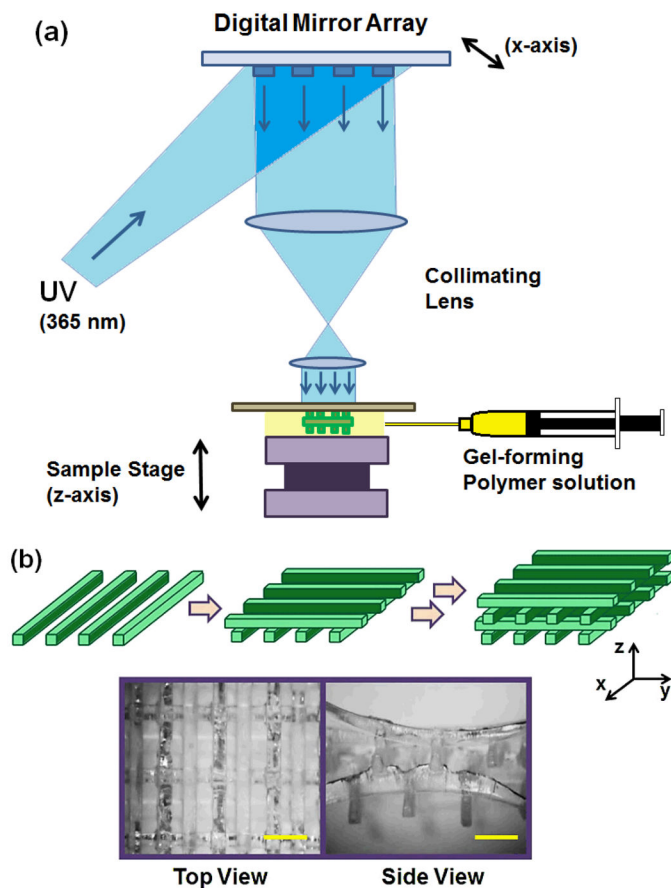 (a)
Digital Mirror Array
(x-axis)
UV
(365 nm)
Collimating
Lens
Sample Stage
(z-axis)
Gel-forming
Polymer solution
(b)
z
x
y
Top View
Side View